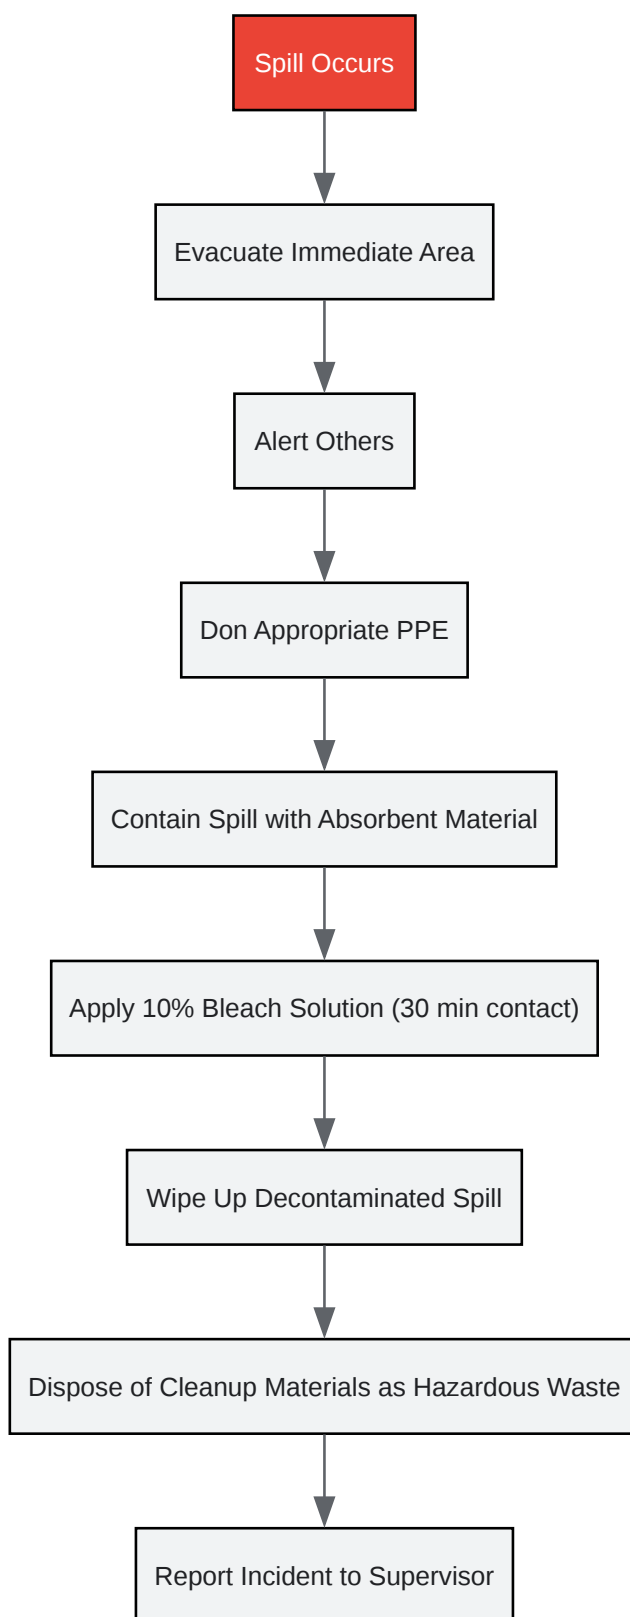 Spill Occurs
Evacuate Immediate Area
Alert Others
Don Appropriate PPE
Contain Spill with Absorbent Material
Apply 10% Bleach Solution (30 min contact)
Wipe Up Decontaminated Spill
Dispose of Cleanup Materials as Hazardous Waste
Report Incident to Supervisor